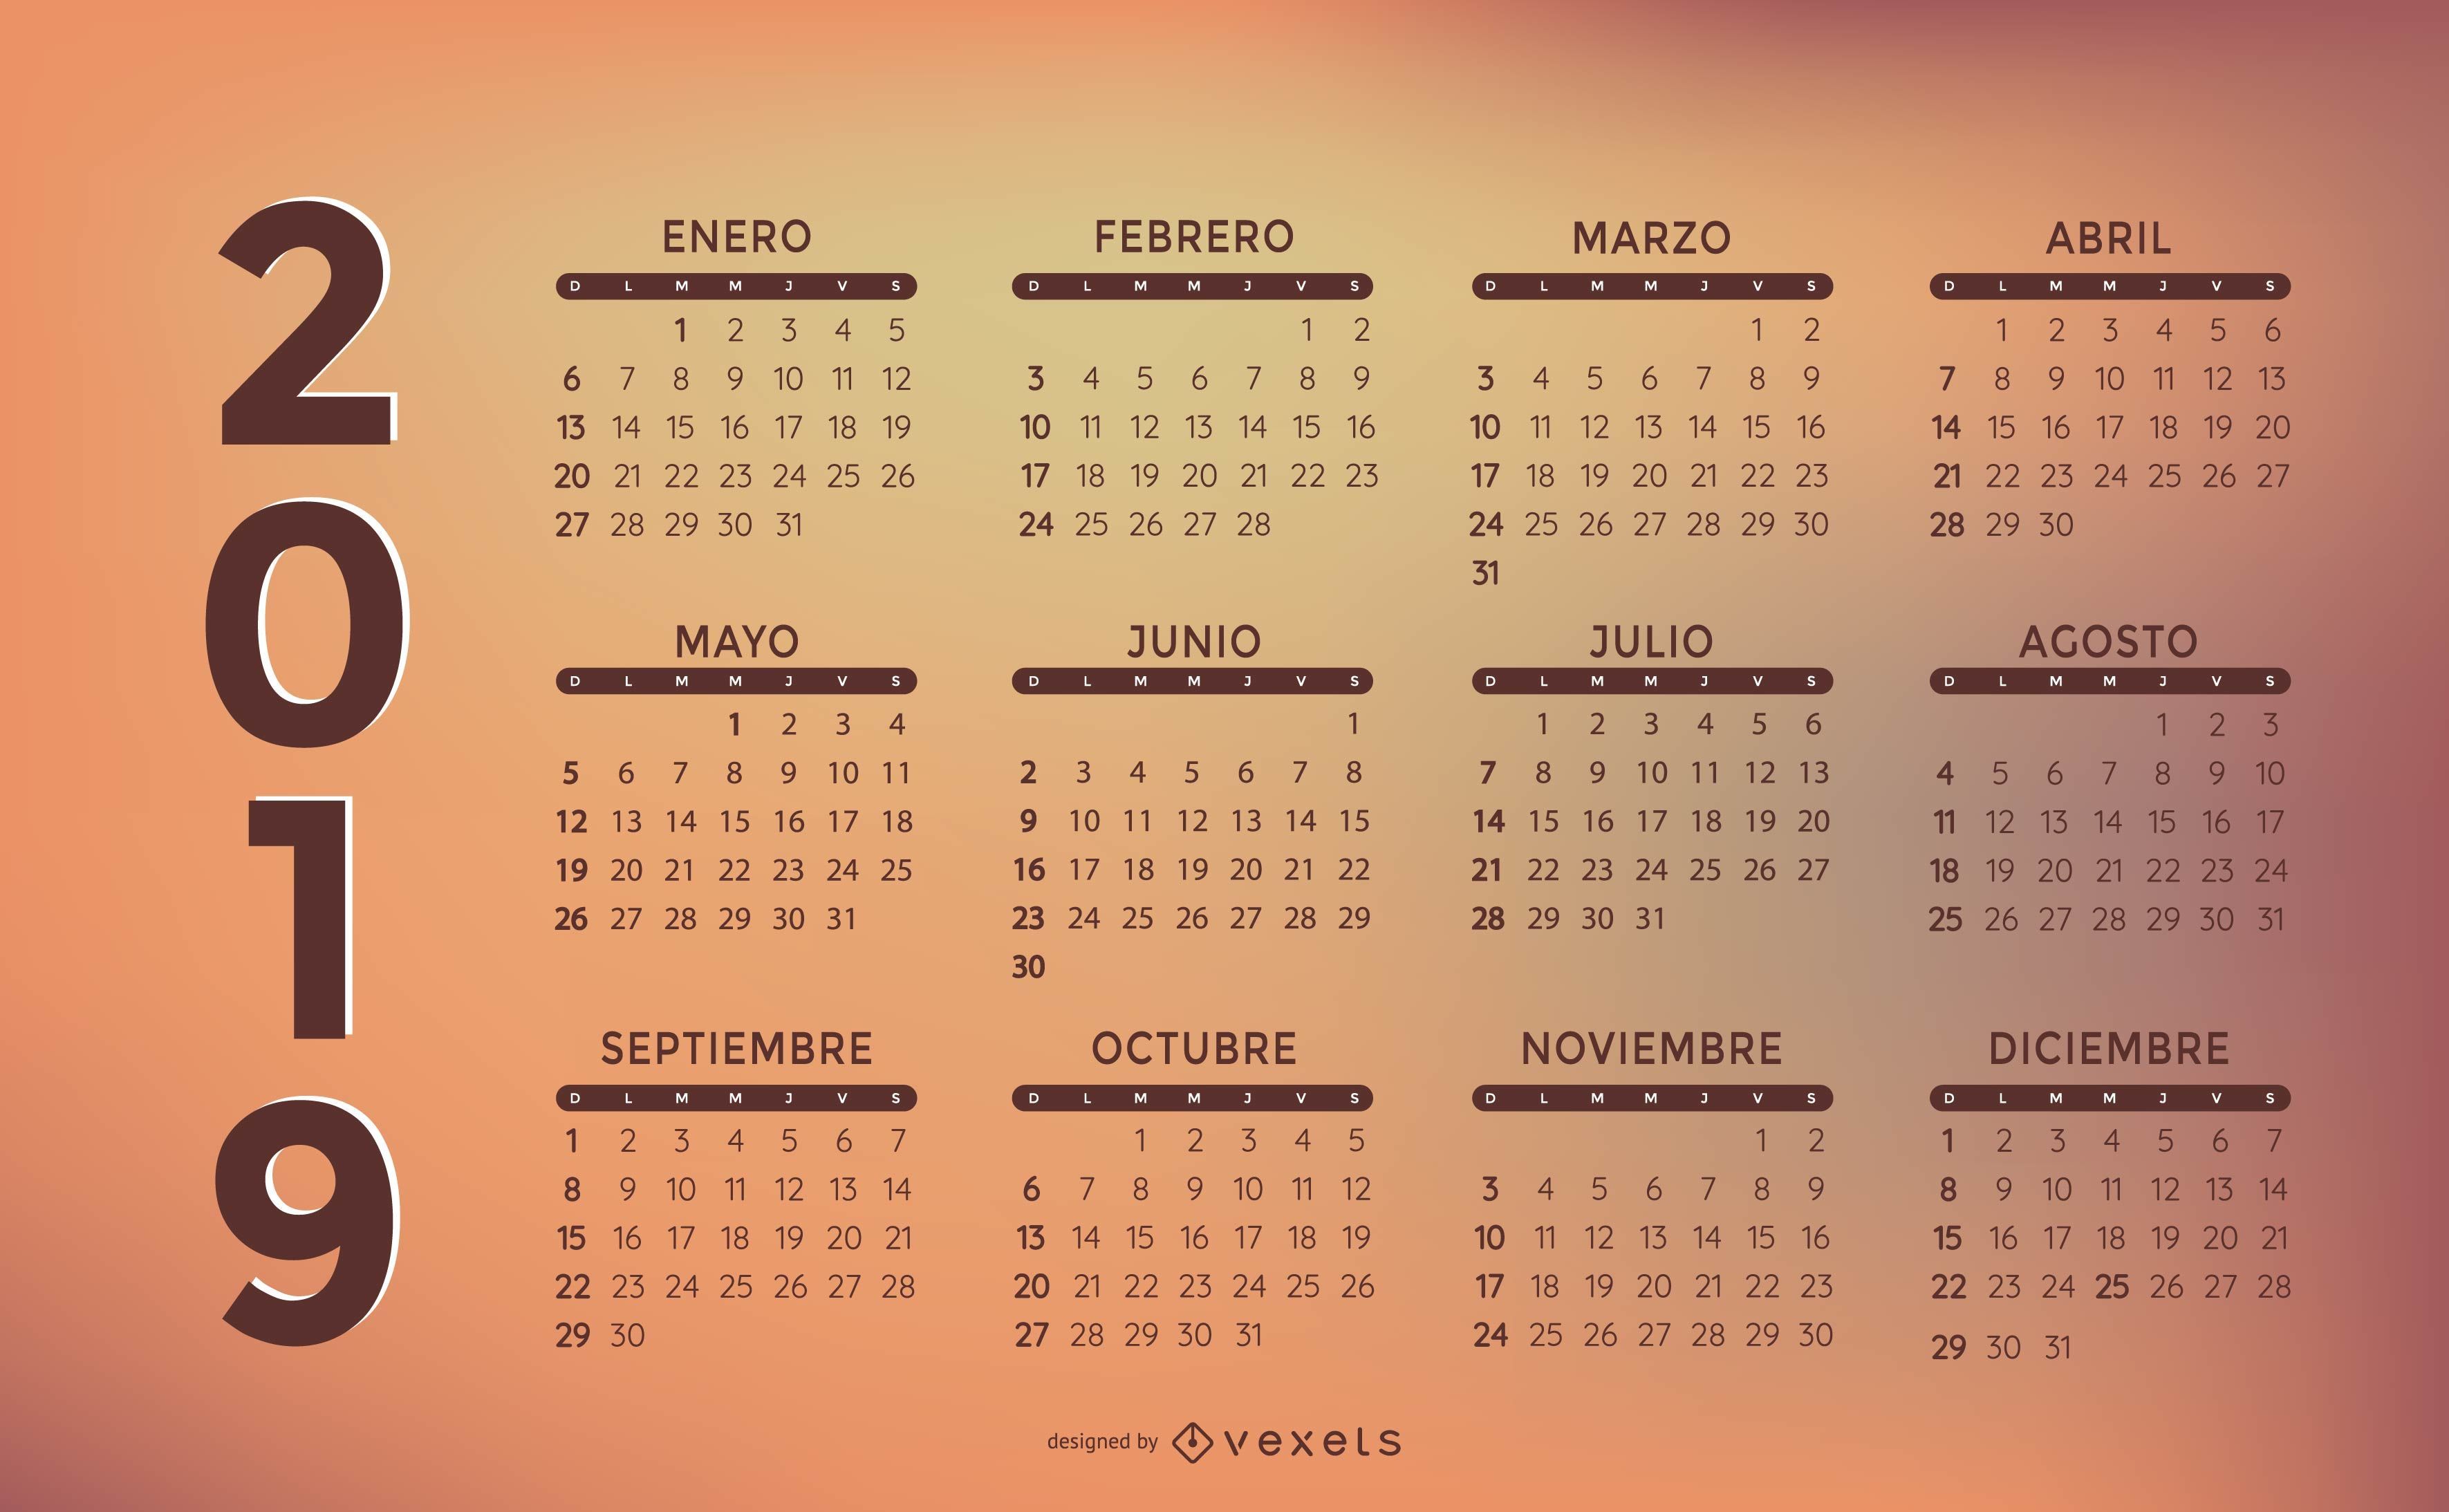 2
0
1
9
ENERO
D L M M J V S
1 2 3 4 5
6 7 8 9 10 11 12
13 14 15 16 17 18 19
20 21 22 23 24 25 26
27 28 29 30 31
FEBRERO
D L M M J V S
1 2
3 4 5 6 7 8 9
10 11 12 13 14 15 16
17 18 19 20 21 22 23
24 25 26 27 28
MARZO
D L M M J V S
1 2
3 4 5 6 7 8 9
10 11 12 13 14 15 16
17 18 19 20 21 22 23
24 25 26 27 28 29 30
31
ABRIL
D L M M J V S
1 2 3 4 5 6
7 8 9 10 11 12 13
14 15 16 17 18 19 20
21 22 23 24 25 26 27
28 29 30
MAYO
D L M M J V S
1 2 3 4
5 6 7 8 9 10 11
12 13 14 15 16 17 18
19 20 21 22 23 24 25
26 27 28 29 30 31
JUNIO
D L M M J V S
1
2 3 4 5 6 7 8
9 10 11 12 13 14 15
16 17 18 19 20 21 22
23 24 25 26 27 28 29
30
JULIO
D L M M J V S
1 2 3 4 5 6
7 8 9 10 11 12 13
14 15 16 17 18 19 20
21 22 23 24 25 26 27
28 29 30 31
AGOSTO
D L M M J V S
1 2 3
4 5 6 7 8 9 10
11 12 13 14 15 16 17
18 19 20 21 22 23 24
25 26 27 28 29 30 31
SEPTIEMBRE
D L M M J V S
1 2 3 4 5 6 7
8 9 10 11 12 13 14
15 16 17 18 19 20 21
22 23 24 25 26 27 28
29 30
OCTUBRE
D L M M J V S
1 2 3 4 5
6 7 8 9 10 11 12
13 14 15 16 17 18 19
20 21 22 23 24 25 26
27 28 29 30 31
NOVIEMBRE
D L M M J V S
1 2
3 4 5 6 7 8 9
10 11 12 13 14 15 16
17 18 19 20 21 22 23
24 25 26 27 28 29 30
DICIEMBRE
D L M M J V S
1 2 3 4 5 6 7
8 9 10 11 12 13 14
15 16 17 18 19 20 21
22 23 24 25 26 27 28
29 30 31
designed by vexels